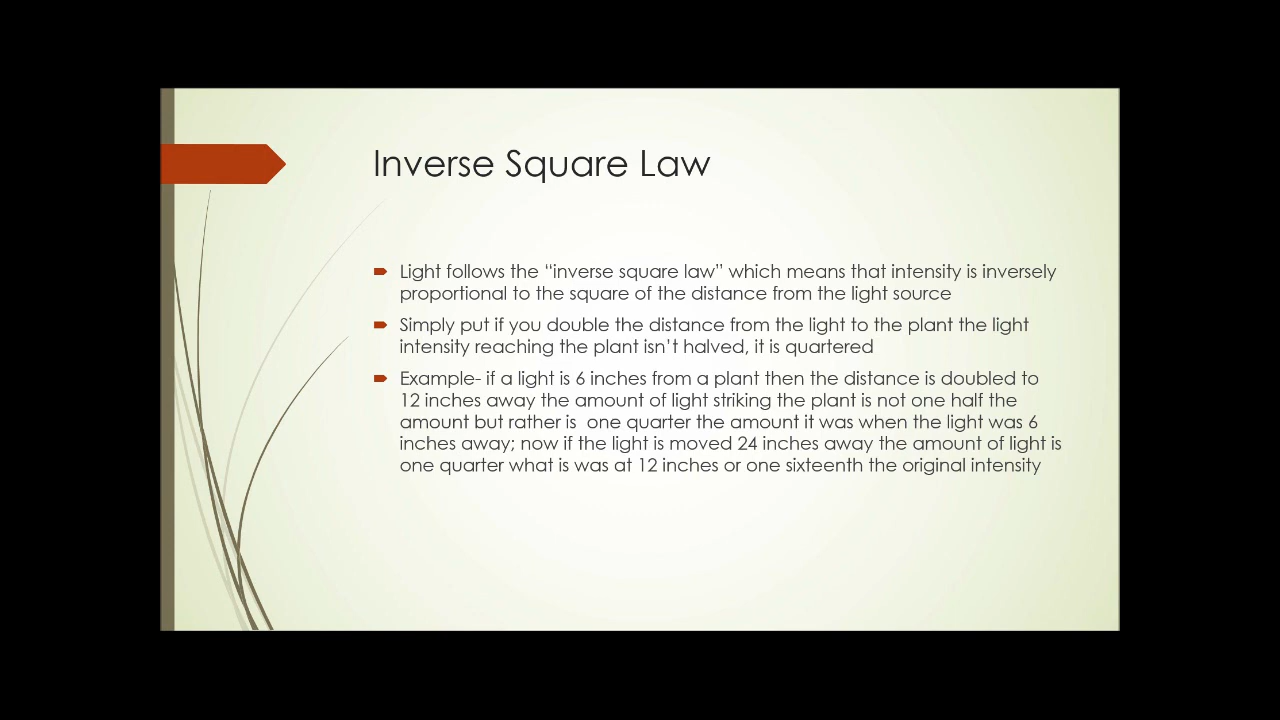 Inverse Square Law
Light follows the “inverse square law” which means that intensity is inversely
proportional to the square of the distance from the light source
Simply put if you double the distance from the light to the plant the light
intensity reaching the plant isn’t halved, it is quartered
Example- if a light is 6 inches from a plant then the distance is doubled to
12 inches away the amount of light striking the plant is not one half the
amount but rather is  one quarter the amount it was when the light was 6
inches away; now if the light is moved 24 inches away the amount of light is
one quarter what is was at 12 inches or one sixteenth the original intensity